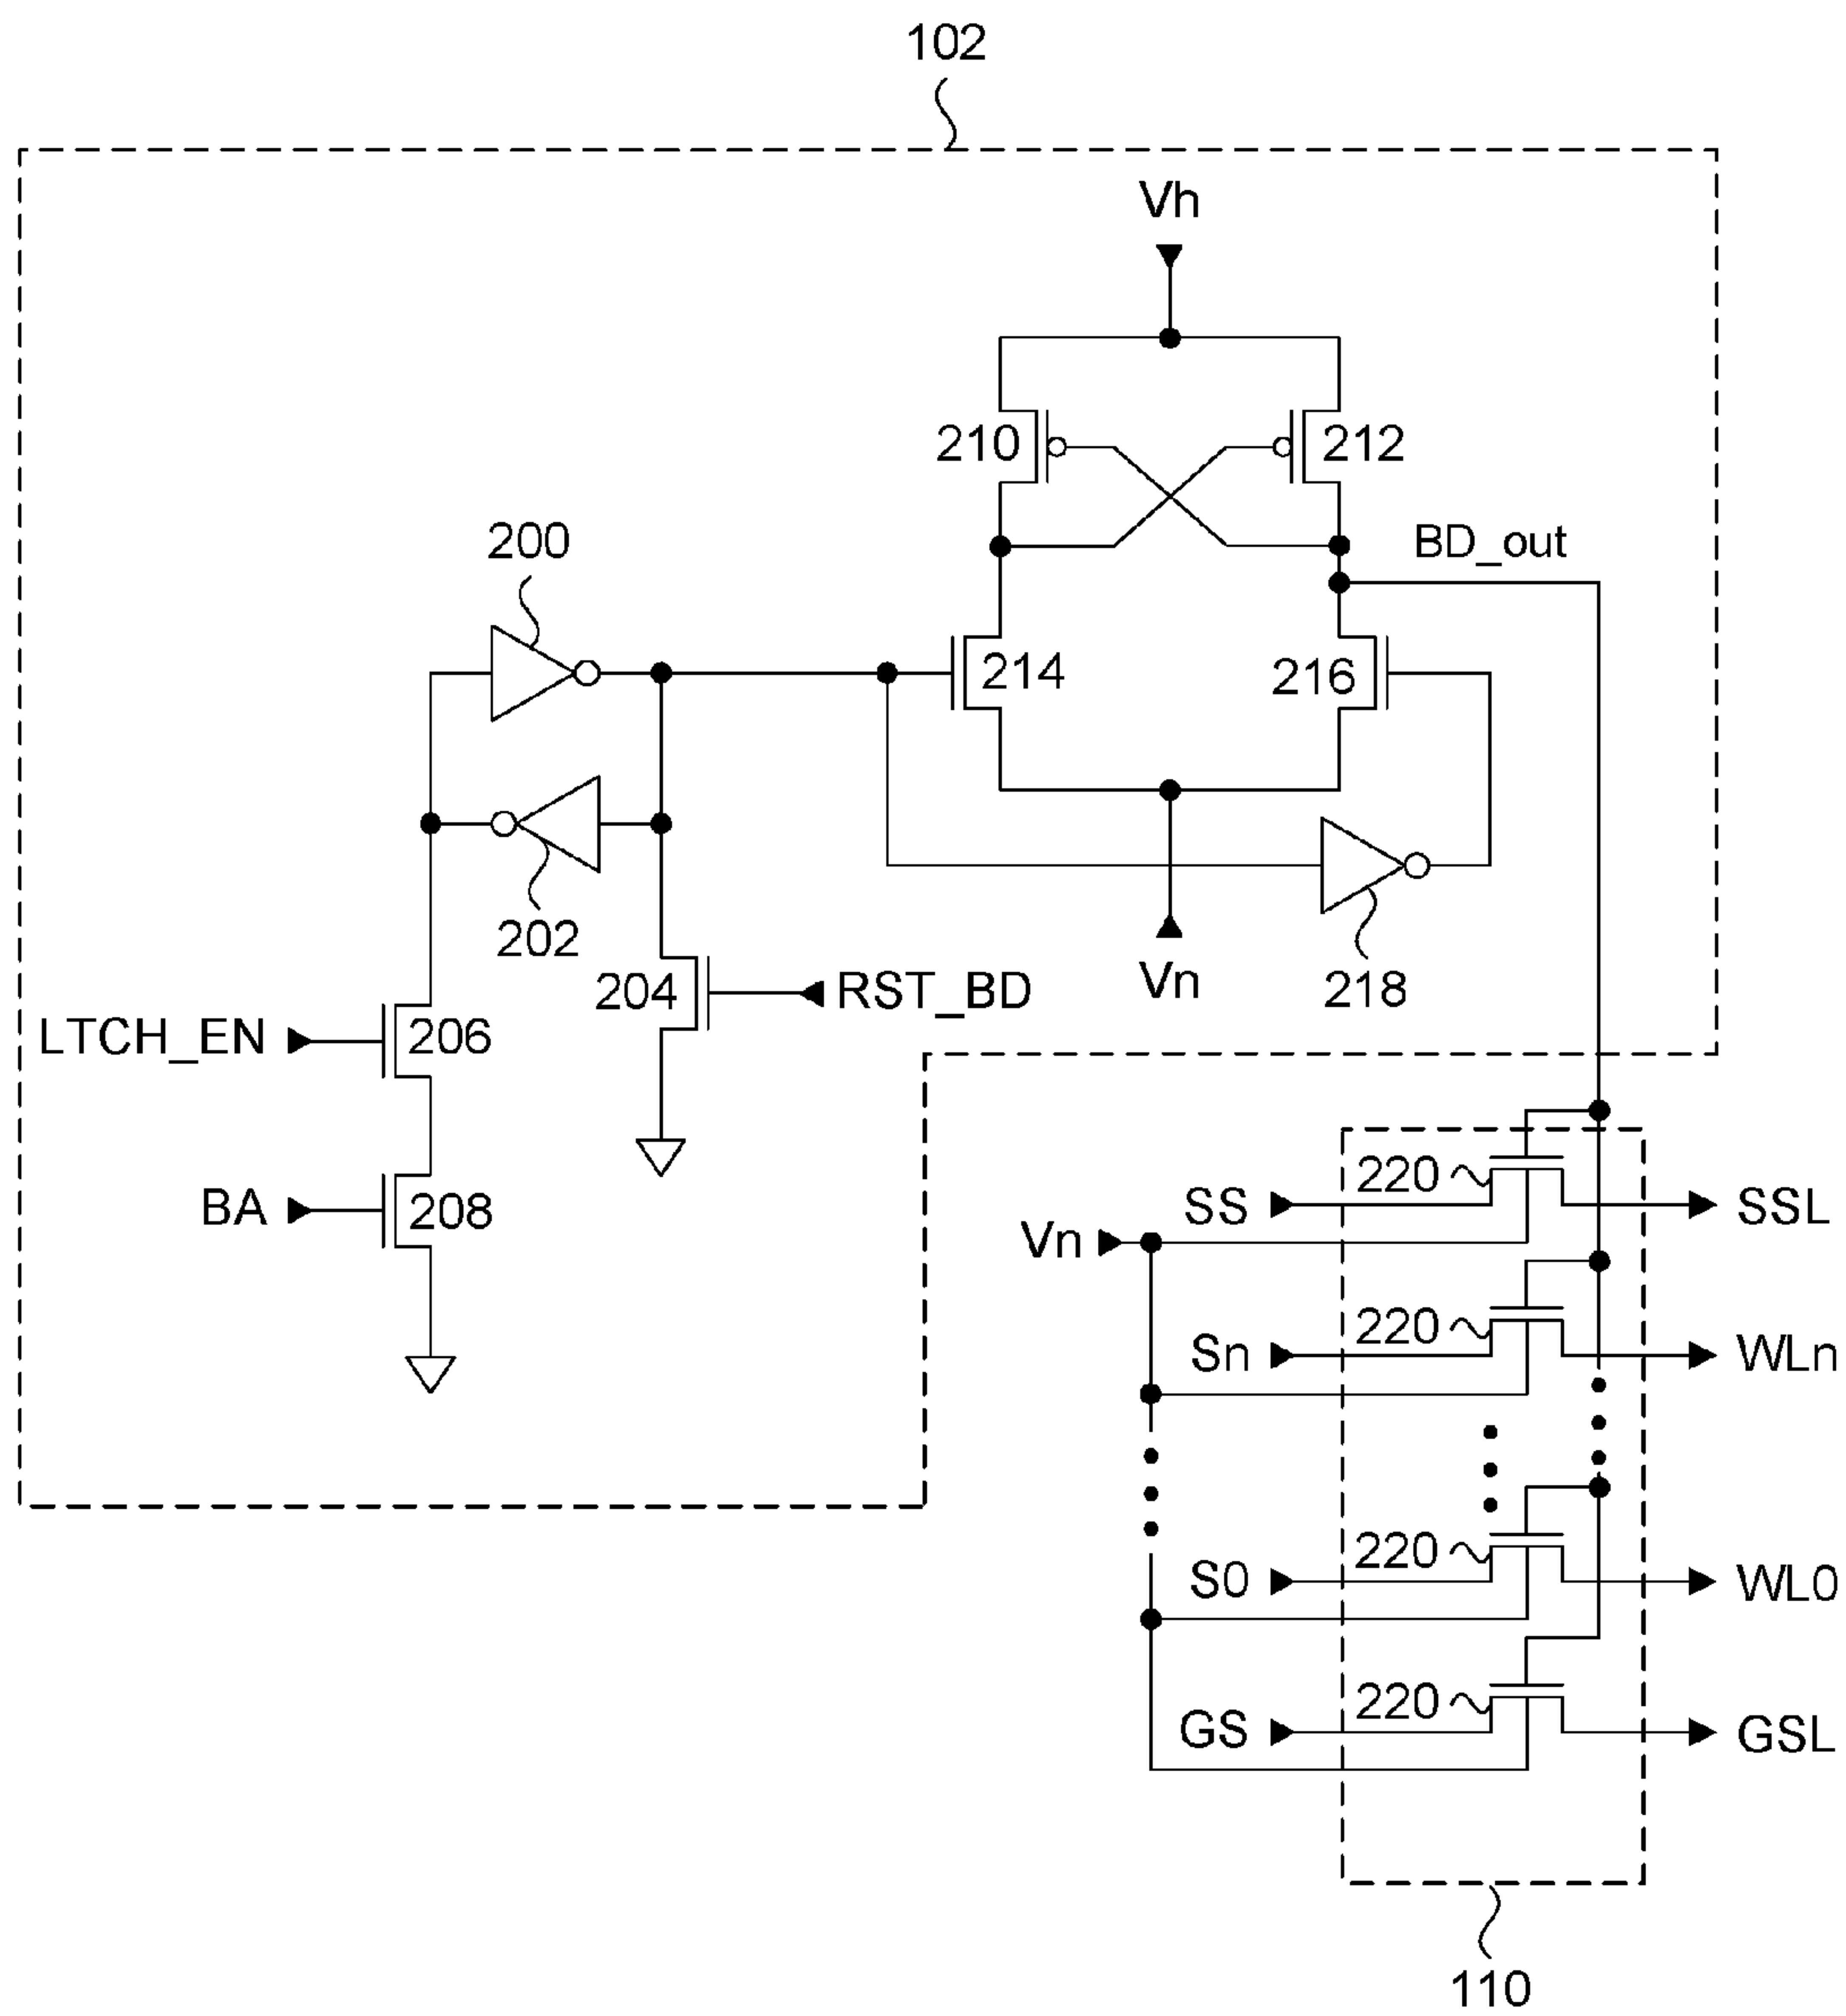 102
Vh
210
212
200
BD_out
214
216
202
204
RST_BD
Vn
218
LTCH_EN
206
BA
208
220
SS
SSL
Vn
220
Sn
WLn
220
S0
WL0
220
GS
GSL
110